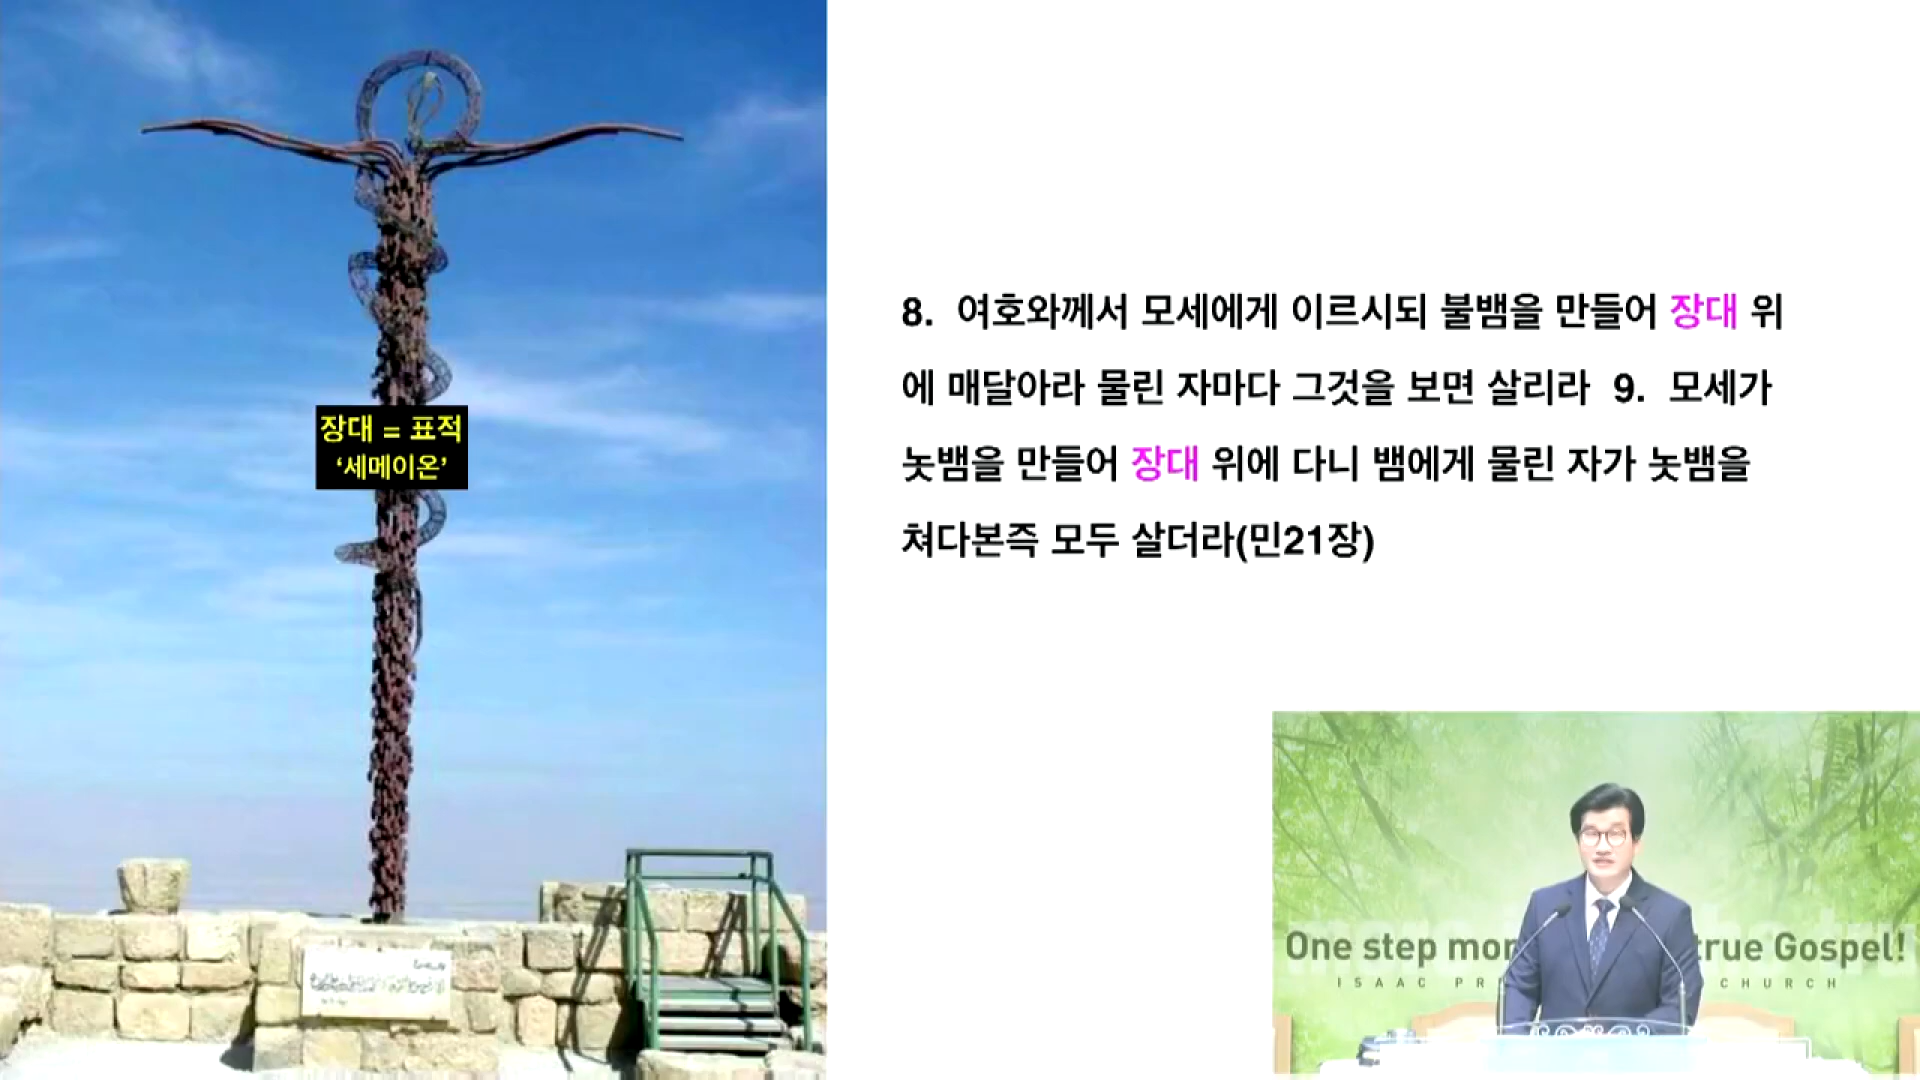 장대 = 표적
‘세메이온’
8. 여호와께서 모세에게 이르시되 불뱀을 만들어 장대 위
에 매달아라 물린 자마다 그것을 보면 살리라 9. 모세가
놋뱀을 만들어 장대 위에 다니 뱀에게 물린 자가 놋뱀을
쳐다본즉 모두 살더라(민21장)
One step true Gospel!
ISAAC CHURCH